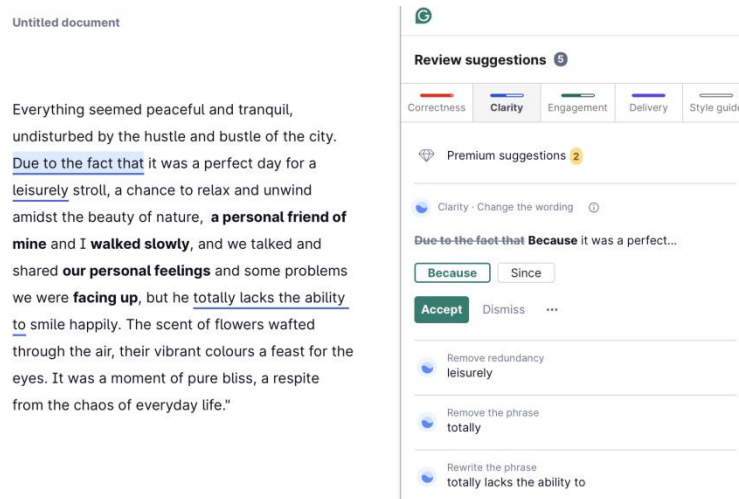 Untitled document
Everything seemed peaceful and tranquil,
undisturbed by the hustle and bustle of the city.
Due to the fact that it was a perfect day for a
leisurely stroll, a chance to relax and unwind
amidst the beauty of nature,  a personal friend of
mine and I walked slowly, and we talked and
shared our personal feelings and some problems
we were facing up, but he totally lacks the ability
to smile happily. The scent of flowers wafted
through the air, their vibrant colours a feast for the
eyes. It was a moment of pure bliss, a respite
from the chaos of everyday life."
G
Review suggestions 5
Correctness Clarity Engagement Delivery Style guide
Premium suggestions 2
Clarity · Change the wording
Due to the fact that Because it was a perfect...
Because Since
Accept Dismiss ...
Remove redundancy
leisurely
Remove the phrase
totally
Rewrite the phrase
totally lacks the ability to